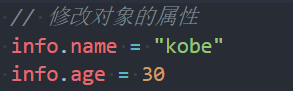 // 修改对象的属性
info.name = "kobe"
info.age = 30